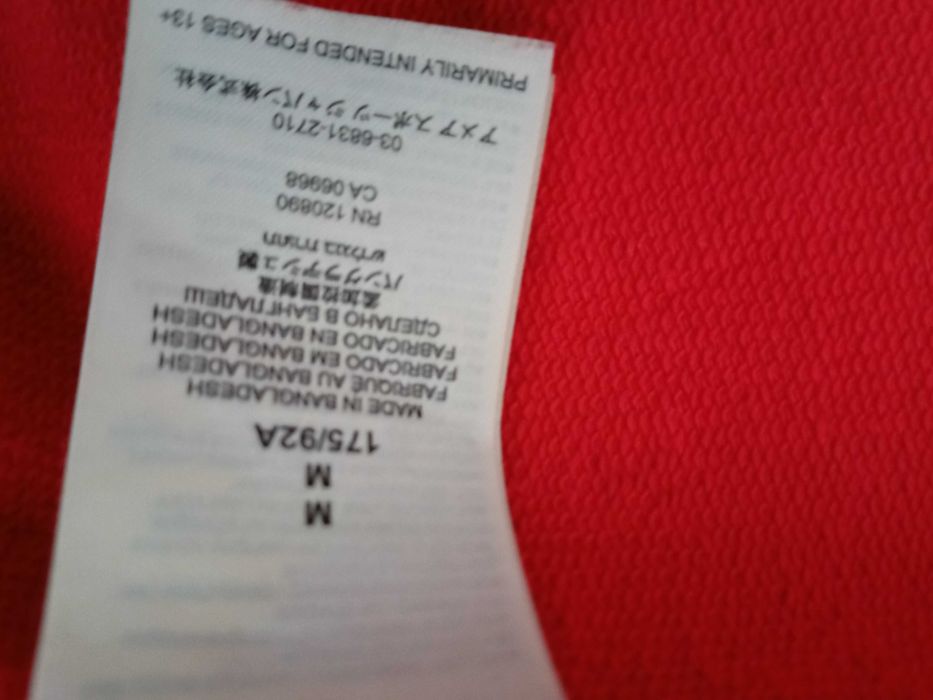 M
M
175/92A
MADE IN BANGLADESH
FABRIQUÉ AU BANGLADESH
FABRICADO EM BANGLADESH
FABRICADO EN BANGLADESH
СДЕЛАНО В БАНГЛАДЕШ
孟加拉国制造
バングラデシュ製
תוצרת בנגלדש
RN 120890
CA 06968
03-6831-2710
アメア スポーツ ジャパン株式会社
PRIMARILY INTENDED FOR AGES 13+